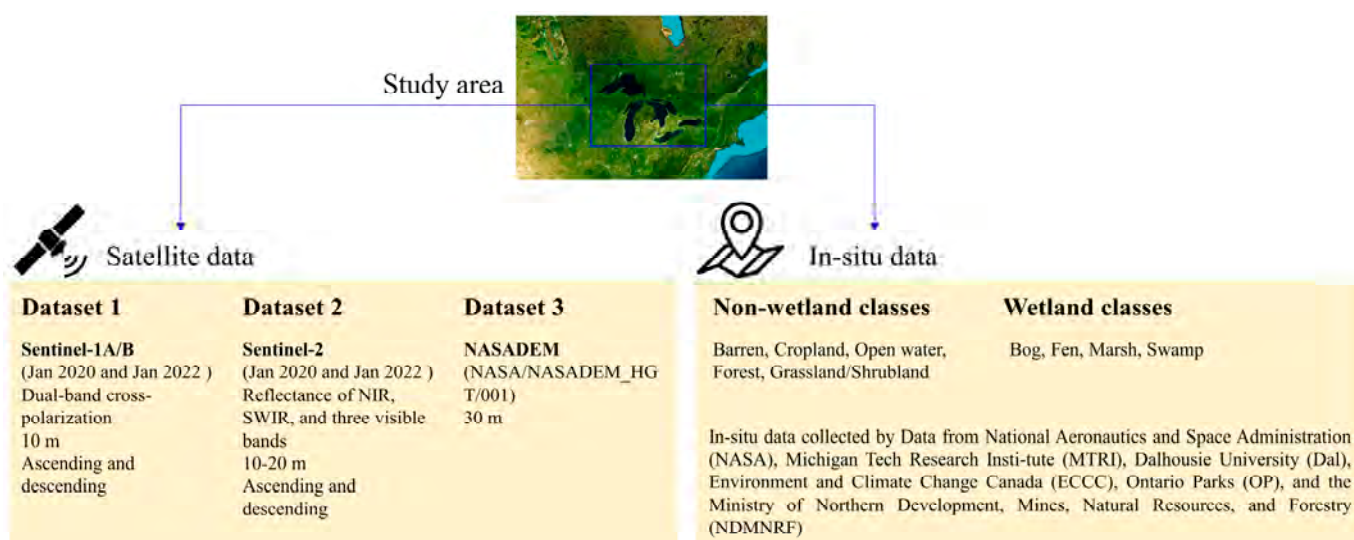 Study area
Satellite data
Dataset 1
Sentinel-1A/B
(Jan 2020 and Jan 2022 )
Dual-band cross-
polarization
10 m
Ascending and
descending
Dataset 2
Sentinel-2
(Jan 2020 and Jan 2022 )
Reflectance of NIR,
SWIR, and three visible
bands
10-20 m
Ascending and
descending
Dataset 3
NASADEM
(NASA/NASADEM_HG
T/001)
30 m
In-situ data
Non-wetland classes
Barren, Cropland, Open water,
Forest, Grassland/Shrubland
Wetland classes
Bog, Fen, Marsh, Swamp
In-situ data collected by Data from National Aeronautics and Space Administration
(NASA), Michigan Tech Research Insti-tute (MTRI), Dalhousie University (Dal),
Environment and Climate Change Canada (ECCC), Ontario Parks (OP), and the
Ministry of Northern Development, Mines, Natural Resources, and Forestry
(NDMNRF)